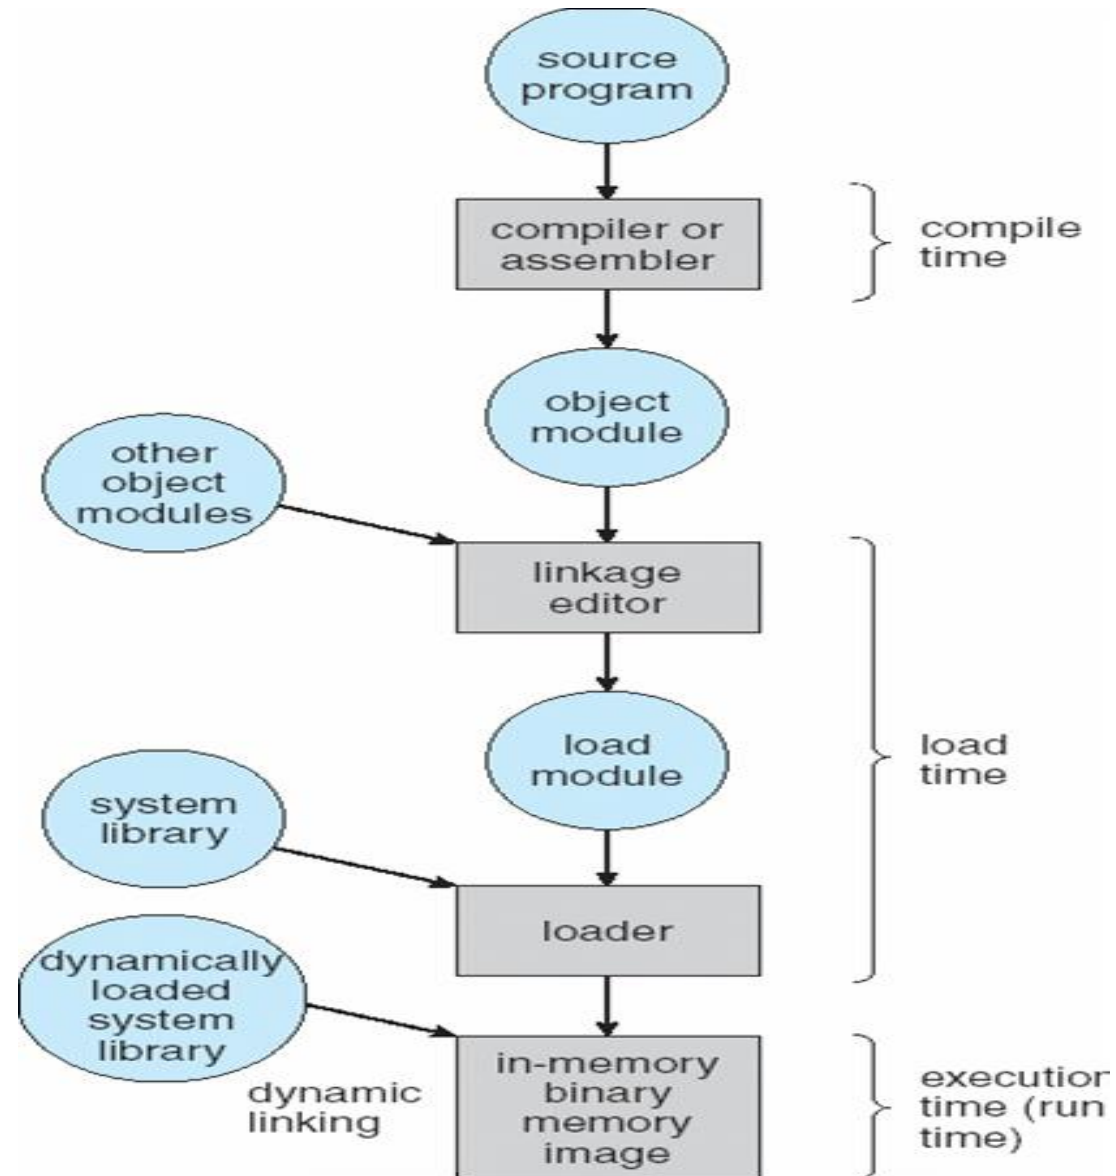 source
program
compiler or
assembler
compile
time
object
module
other
object
modules
linkage
editor
load
module
load
time
system
library
loader
dynamically
loaded
system
library
dynamic
linking
in-memory
binary
memory
image
execution
time (run
time)